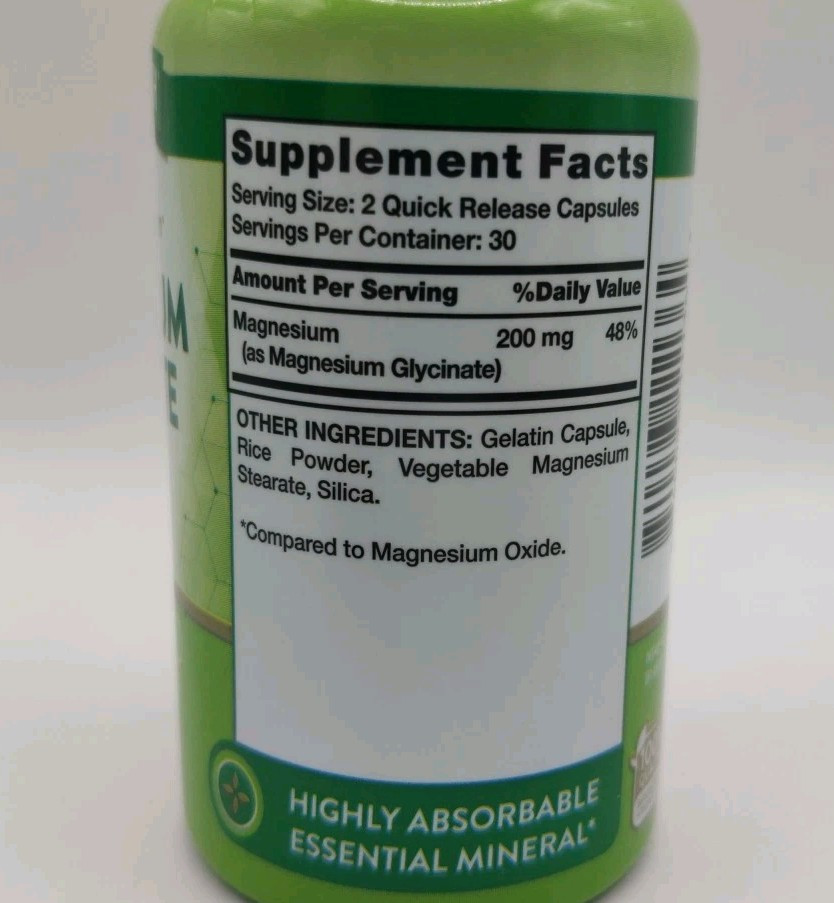 Supplement Facts
Serving Size: 2 Quick Release Capsules
Servings Per Container: 30
Amount Per Serving %Daily Value
Magnesium 200 mg 48%
(as Magnesium Glycinate)
OTHER INGREDIENTS: Gelatin Capsule,
Rice Powder, Vegetable Magnesium
Stearate, Silica.
*Compared to Magnesium Oxide.
HIGHLY ABSORBABLE
ESSENTIAL MINERAL*